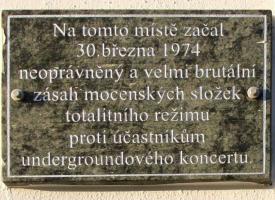 Na tomto místě začal
30.března 1974
neoprávněný a velmi brutální
zásah mocenských složek
totalitního režimu
proti účastníkům
undergroundového koncertu.